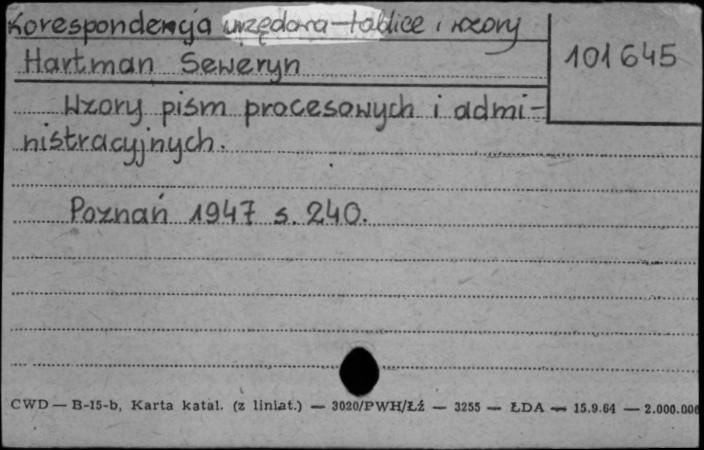 Korespondencja urzędowa-tablice i wzory
101645
Hartman Seweryn
Wzory pism procesowych i admi-
nistracyjnych.
Poznań 1947 s. 240.
CWD — B-15-b, Karta katal. (z liniat.) — 3020/PWH/Łź — 3255 — ŁDA — 15.9.64 — 2.000.000